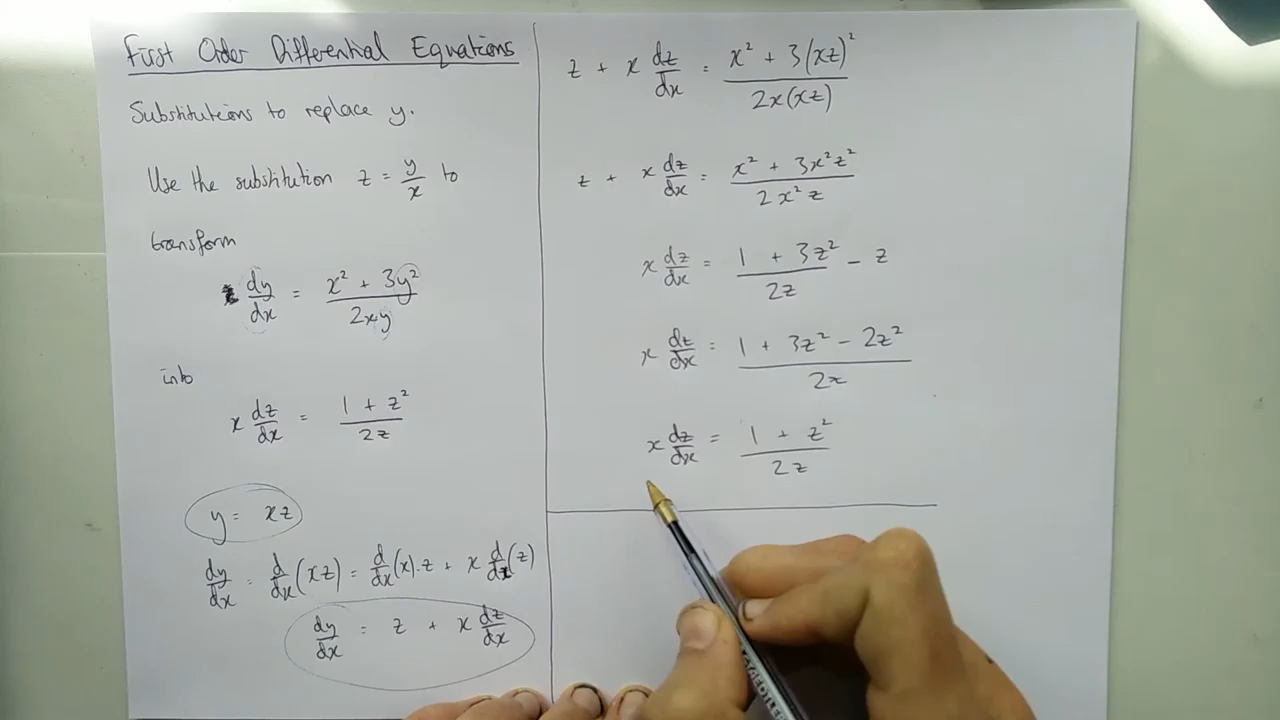 First Order Differential Equations
Substitutions to replace y.
Use the substitution z = y/x to
transform
dy/dx = (x² + 3y²)/(2xy)
into
x dz/dx = (1 + z²)/(2z)
y = xz
dy/dx = d/dx (xz) = d/dx (x).z + x d/dx (z)
dy/dx = z + x dz/dx
z + x dz/dx = (x² + 3(xz)²)/(2x(xz))
z + x dz/dx = (x² + 3x²z²)/(2x²z)
x dz/dx = (1 + 3z²)/(2z) - z
x dz/dx = (1 + 3z² - 2z²)/(2z)
x dz/dx = (1 + z²)/(2z)
STAEDTLER